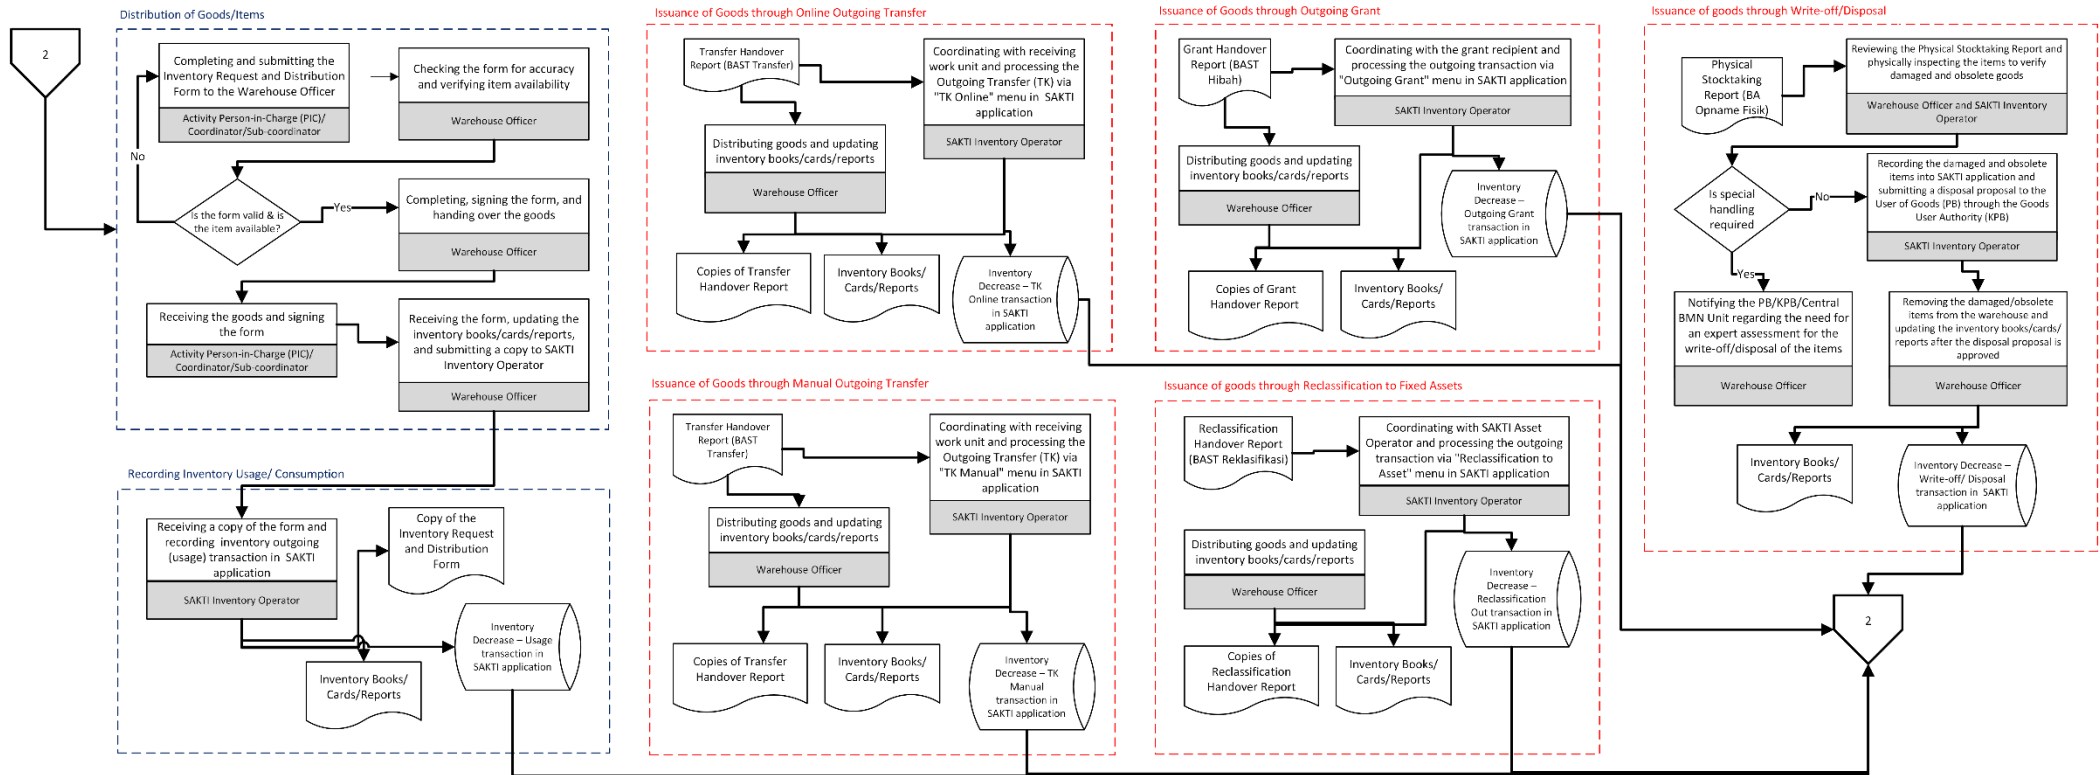 2
Distribution of Goods/Items
Completing and submitting the
Inventory Request and Distribution
Form to the Warehouse Officer
Activity Person-in-Charge (PIC)/
Coordinator/Sub-coordinator
Checking the form for accuracy
and verifying item availability
Warehouse Officer
No
Is the form valid & is
the item available?
Yes
Completing, signing the form, and
handing over the goods
Warehouse Officer
Receiving the goods and signing
the form
Activity Person-in-Charge (PIC)/
Coordinator/Sub-coordinator
Receiving the form, updating the
inventory books/cards/reports,
and submitting a copy to SAKTI
Inventory Operator
Warehouse Officer
Recording Inventory Usage/ Consumption
Receiving a copy of the form and
recording inventory outgoing
(usage) transaction in SAKTI
application
SAKTI Inventory Operator
Copy of the
Inventory Request
and Distribution
Form
Inventory Books/
Cards/Reports
Inventory
Decrease – Usage
transaction in
SAKTI application
Issuance of Goods through Online Outgoing Transfer
Transfer Handover
Report (BAST Transfer)
Coordinating with receiving
work unit and processing the
Outgoing Transfer (TK) via
"TK Online" menu in SAKTI
application
SAKTI Inventory Operator
Distributing goods and updating
inventory books/cards/reports
Warehouse Officer
Copies of Transfer
Handover Report
Inventory Books/
Cards/Reports
Inventory
Decrease – TK
Online transaction
in SAKTI
application
Issuance of Goods through Manual Outgoing Transfer
Transfer Handover
Report (BAST
Transfer)
Coordinating with receiving
work unit and processing the
Outgoing Transfer (TK) via
"TK Manual" menu in SAKTI
application
SAKTI Inventory Operator
Distributing goods and updating
inventory books/cards/reports
Warehouse Officer
Copies of Transfer
Handover Report
Inventory Books/
Cards/Reports
Inventory
Decrease – TK
Manual
transaction in
SAKTI application
Issuance of Goods through Outgoing Grant
Grant Handover
Report (BAST
Hibah)
Coordinating with the grant recipient and
processing the outgoing transaction via
"Outgoing Grant" menu in SAKTI
application
SAKTI Inventory Operator
Distributing goods and updating
inventory books/cards/reports
Warehouse Officer
Inventory
Decrease –
Outgoing Grant
transaction in
SAKTI application
Copies of Grant
Handover Report
Inventory Books/
Cards/Reports
Issuance of goods through Reclassification to Fixed Assets
Reclassification
Handover Report
(BAST Reklasifikasi)
Coordinating with SAKTI Asset
Operator and processing the outgoing
transaction via "Reclassification to
Asset" menu in SAKTI application
SAKTI Inventory Operator
Distributing goods and updating
inventory books/cards/reports
Warehouse Officer
Inventory
Decrease –
Reclassification
Out transaction in
SAKTI application
Copies of
Reclassification
Handover Report
Inventory Books/
Cards/Reports
Issuance of goods through Write-off/Disposal
Physical
Stocktaking
Report (BA
Opname Fisik)
Reviewing the Physical Stocktaking Report and
physically inspecting the items to verify
damaged and obsolete goods
Warehouse Officer and SAKTI Inventory
Operator
Is special
handling
required
No
Recording the damaged and obsolete
items into SAKTI application and
submitting a disposal proposal to the
User of Goods (PB) through the Goods
User Authority (KPB)
SAKTI Inventory Operator
Yes
Notifying the PB/KPB/Central
BMN Unit regarding the need for
an expert assessment for the
write-off/disposal of the items
Warehouse Officer
Removing the damaged/obsolete
items from the warehouse and
updating the inventory books/cards/
reports after the disposal proposal is
approved
Warehouse Officer
Inventory Books/
Cards/Reports
Inventory
Decrease –
Write-off/ Disposal
transaction in SAKTI
application
2